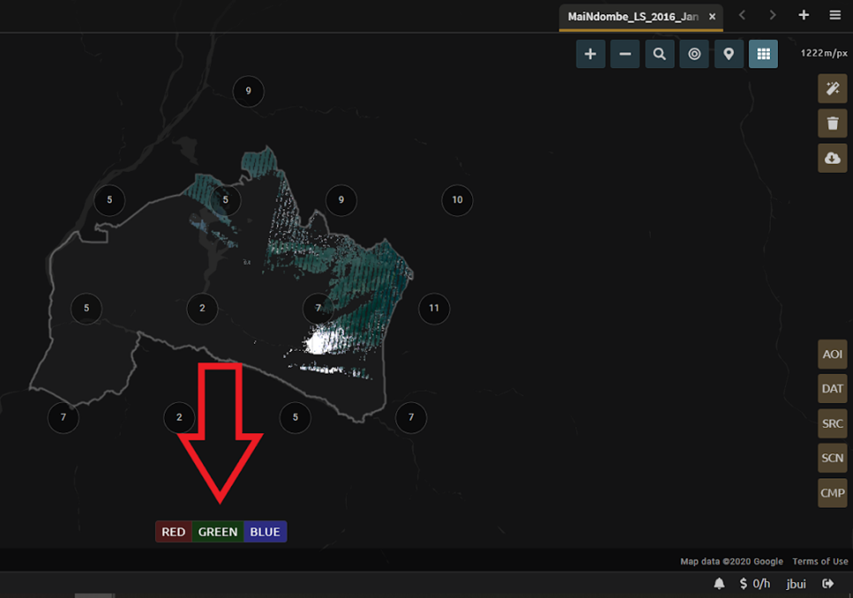 MaiNdombe_LS_2016_Jan
1222m/px
9
5
5
9
10
5
2
7
11
7
2
5
7
AOI
DAT
SRC
SCN
CMP
RED GREEN BLUE
Map data ©2020 Google Terms of Use
$ 0/h jbui